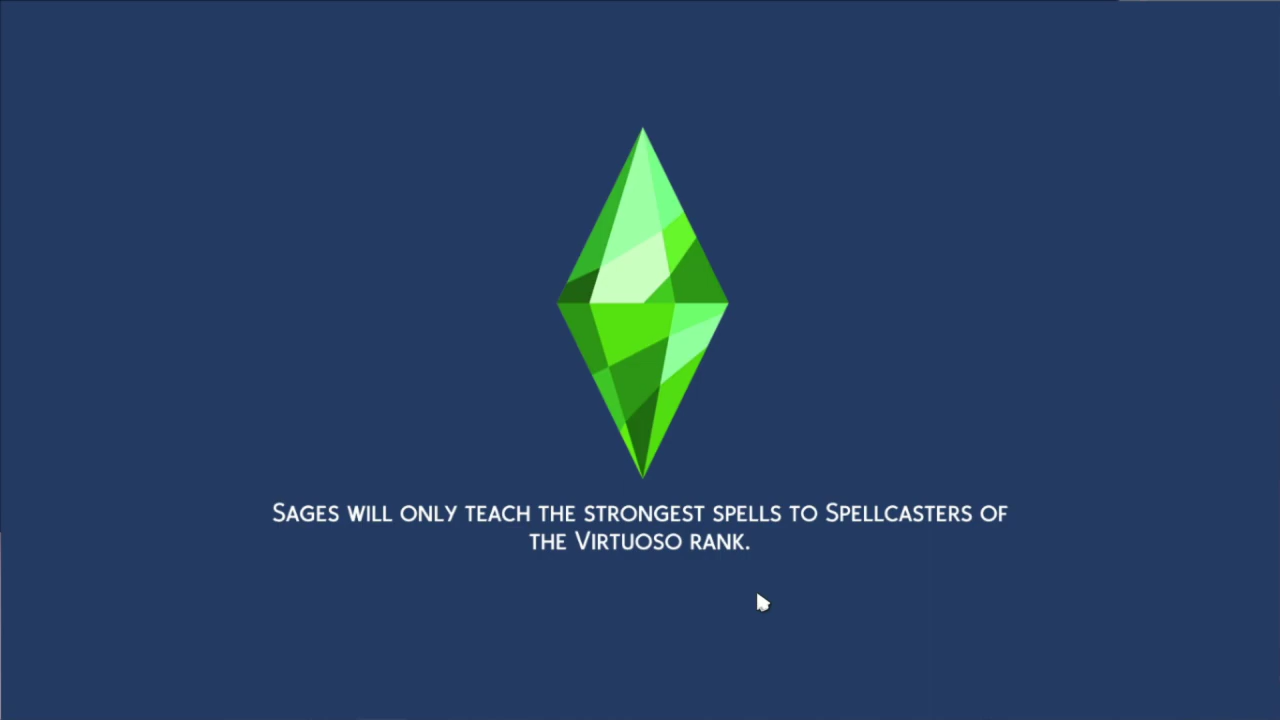 Sages will only teach the strongest spells to Spellcasters of
the Virtuoso rank.